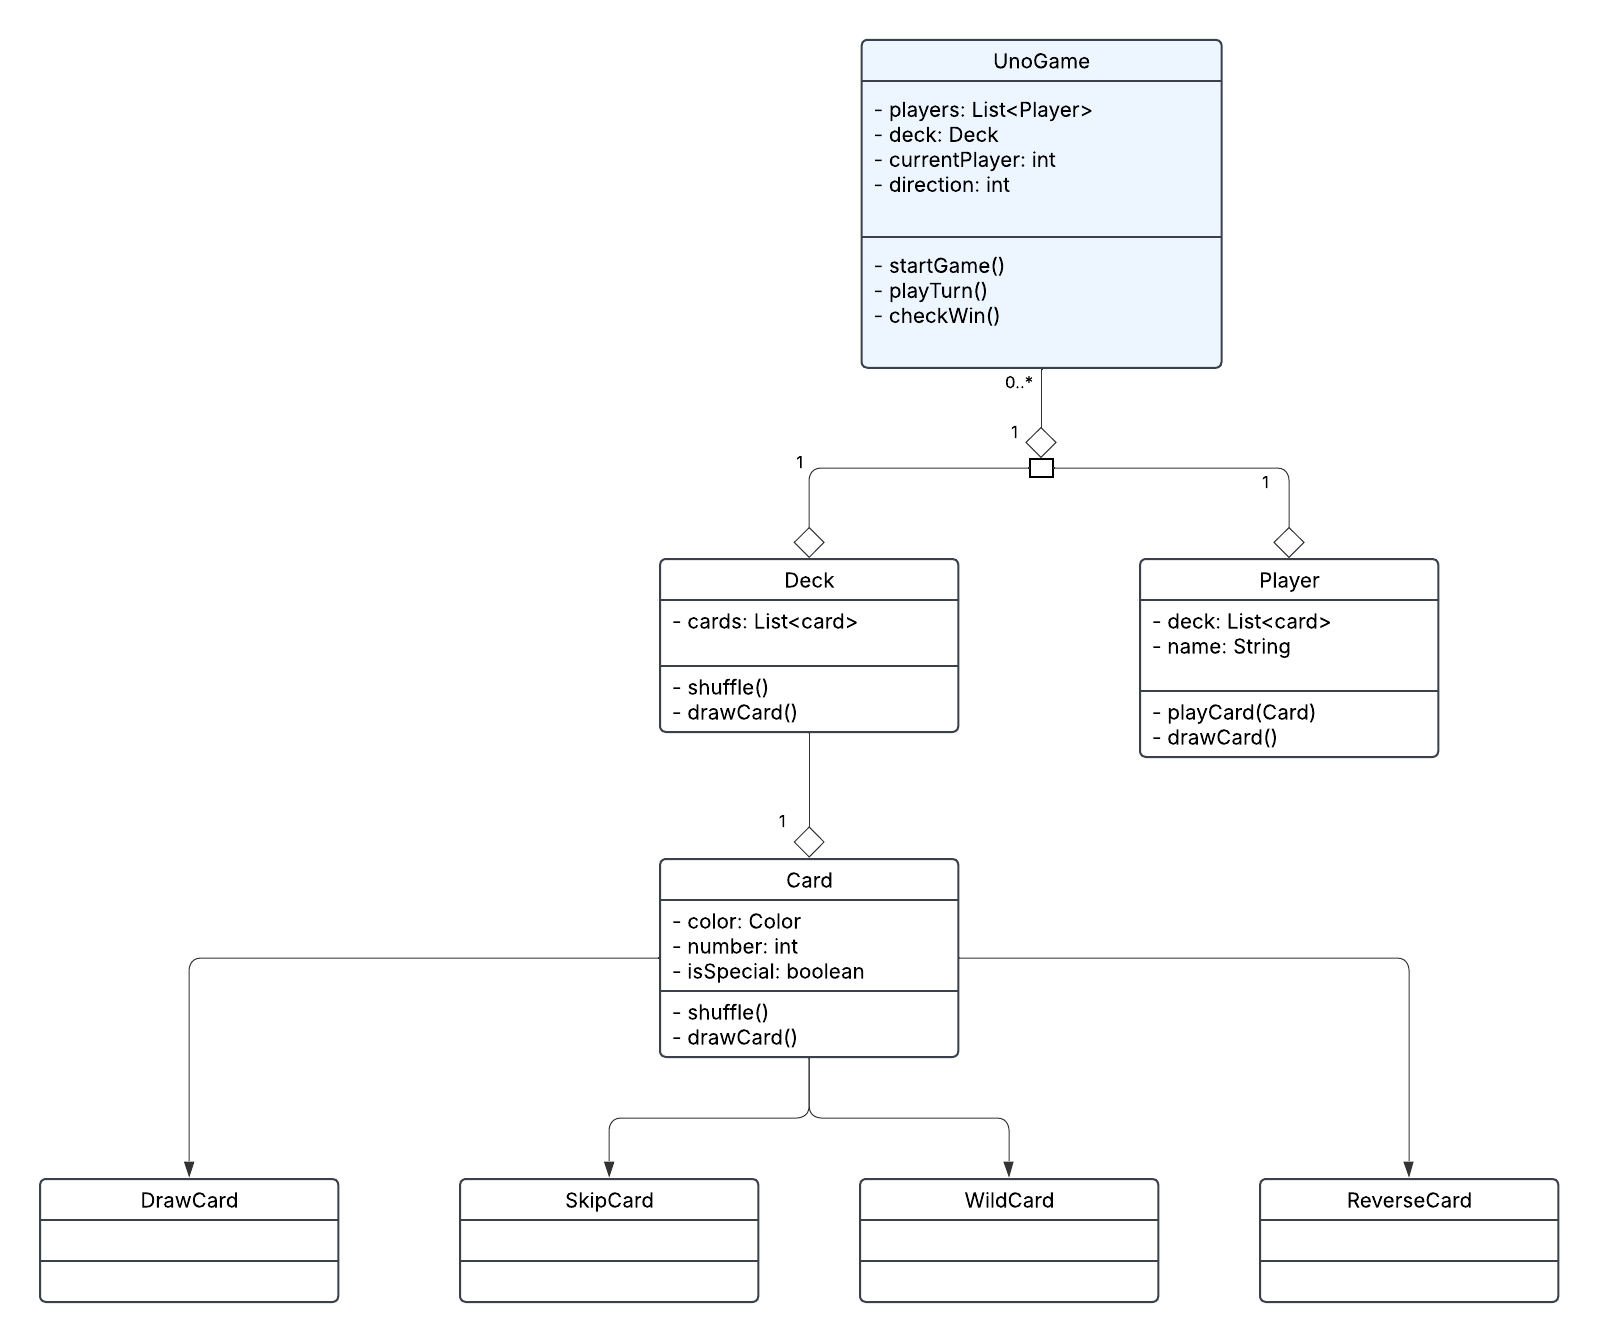 UnoGame
- players: List<Player>
- deck: Deck
- currentPlayer: int
- direction: int
- startGame()
- playTurn()
- checkWin()
0..*
1
1
1
Deck
- cards: List<card>
- shuffle()
- drawCard()
Player
- deck: List<card>
- name: String
- playCard(Card)
- drawCard()
1
Card
- color: Color
- number: int
- isSpecial: boolean
- shuffle()
- drawCard()
DrawCard
SkipCard
WildCard
ReverseCard